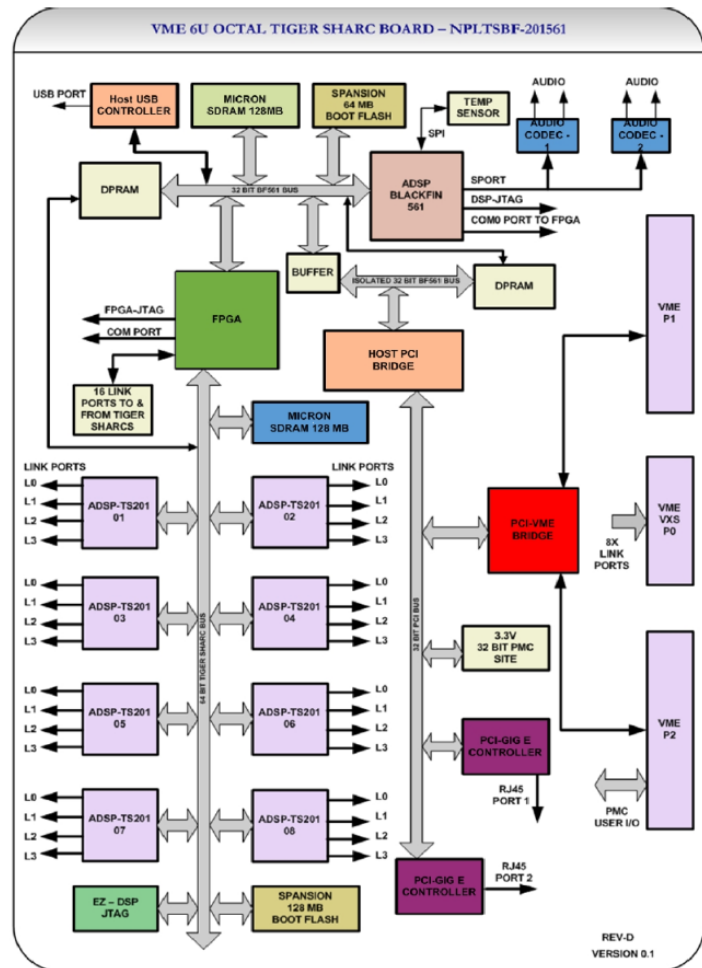 VME 6U OCTAL TIGER SHARC BOARD – NPLTSBF-201561
USB PORT
Host USB
CONTROLLER
MICRON
SDRAM 128MB
SPANSION
64 MB
BOOT FLASH
TEMP
SENSOR
SPI
AUDIO
AUDIO
AUDIO
CODEC -
1
AUDIO
CODEC - 2
DPRAM
32 BIT BF561 BUS
ADSP
BLACKFIN
561
SPORT
DSP-JTAG
COM0 PORT TO FPGA
BUFFER
ISOLATED 32 BIT BF561 BUS
DPRAM
VME
P1
FPGA-JTAG
COM PORT
FPGA
HOST PCI
BRIDGE
16 LINK
PORTS TO &
FROM TIGER
SHARCS
MICRON
SDRAM 128 MB
LINK PORTS
LINK PORTS
L0
L1
L2
L3
ADSP-TS201
01
ADSP-TS201
02
L0
L1
L2
L3
PCI-VME
BRIDGE
8X
LINK
PORTS
VME
VXS
P0
L0
L1
L2
L3
ADSP-TS201
03
ADSP-TS201
04
L0
L1
L2
L3
64 BIT TIGER SHARC BUS
32 BIT PCI BUS
3.3V
32 BIT PMC
SITE
L0
L1
L2
L3
ADSP-TS201
05
ADSP-TS201
06
L0
L1
L2
L3
PCI-GIG E
CONTROLLER
RJ45
PORT 1
VME
P2
PMC
USER I/O
L0
L1
L2
L3
ADSP-TS201
07
ADSP-TS201
08
L0
L1
L2
L3
PCI-GIG E
CONTROLLER
RJ45
PORT 2
EZ – DSP
JTAG
SPANSION
128 MB
BOOT FLASH
REV-D
VERSION 0.1